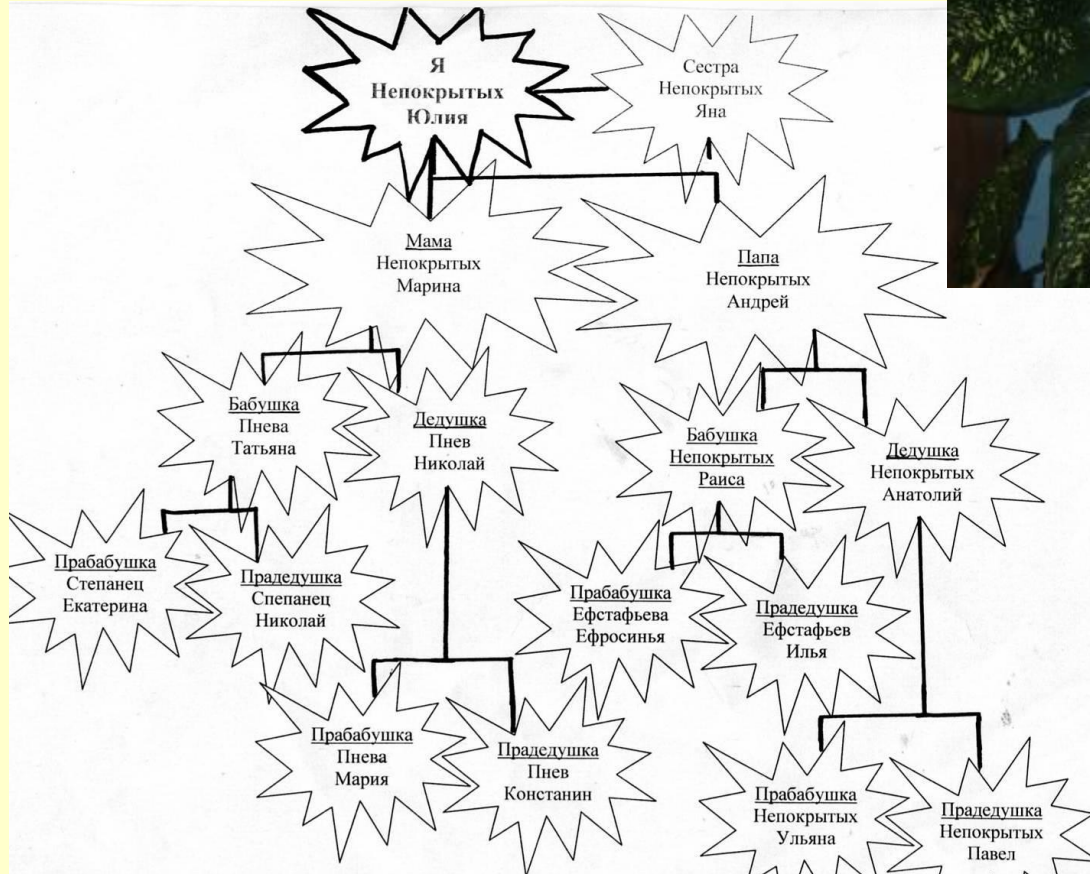 Я
Непокрытых
Юлия
Сестра
Непокрытых
Яна
Мама
Непокрытых
Марина
Папа
Непокрытых
Андрей
Бабушка
Пнева
Татьяна
Дедушка
Пнев
Николай
Бабушка
Непокрытых
Раиса
Дедушка
Непокрытых
Анатолий
Прабабушка
Степанец
Екатерина
Прадедушка
Спепанец
Николай
Прабабушка
Ефстафьева
Ефросинья
Прадедушка
Ефстафьев
Илья
Прабабушка
Пнева
Мария
Прадедушка
Пнев
Констанин
Прабабушка
Непокрытых
Ульяна
Прадедушка
Непокрытых
Павел